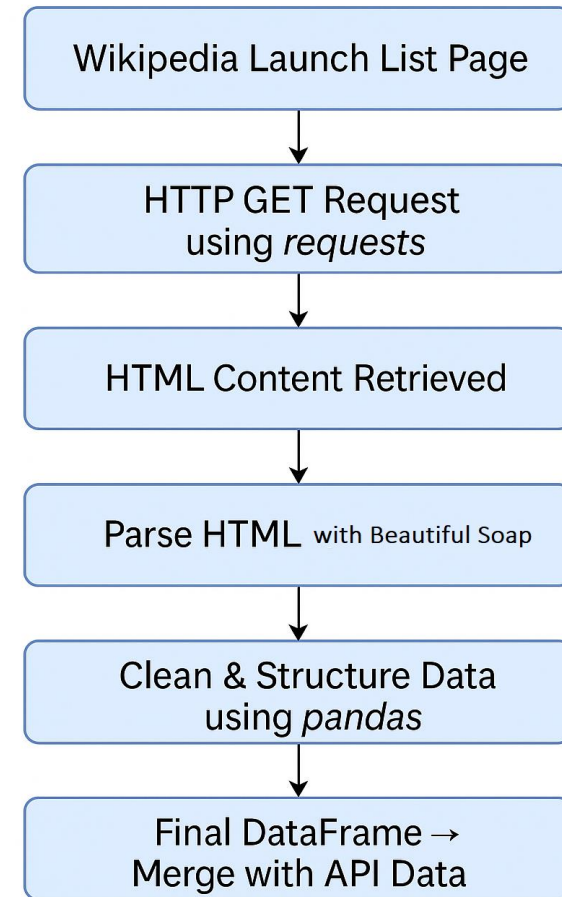 Wikipedia Launch List Page
HTTP GET Request
using requests
HTML Content Retrieved
Parse HTML with Beautiful Soap
Clean & Structure Data
using pandas
Final DataFrame →
Merge with API Data